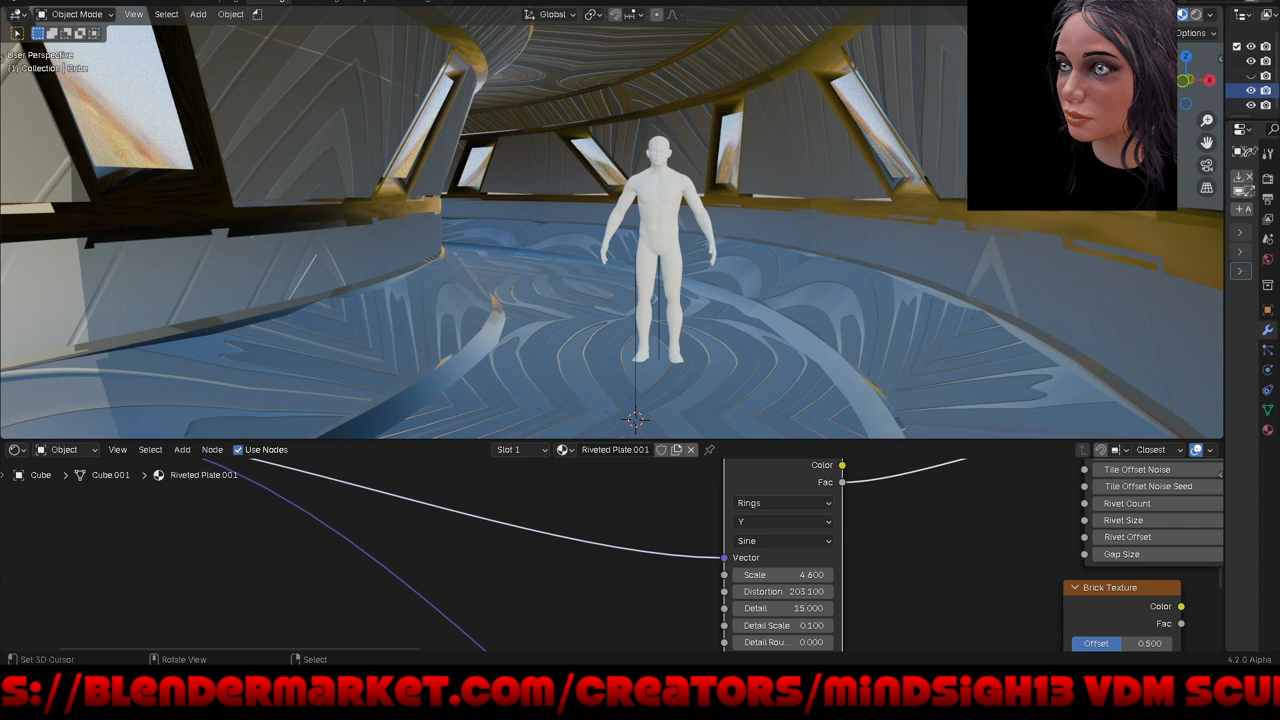 Object Mode View Select Add Object Global Options
User Perspective
(1) Collection | Cube
Object View Select Add Node Use Nodes Slot 1 Riveted Plate.001 Closest
Cube Cube.001 Riveted Plate.001
Color
Fac
Rings
Y
Sine
Vector
Scale 4.600
Distortion 203.100
Detail 15.000
Detail Scale 0.100
Detail Rou... 0.000
Tile Offset Noise
Tile Offset Noise Seed
Rivet Count
Rivet Size
Rivet Offset
Gap Size
Brick Texture
Color
Fac
Offset 0.500
Set 3D Cursor Rotate View Select 4.2.0 Alpha
S://BLENDERMARKET.COM/CREATORS/MINDSIGH13 VDM SCU